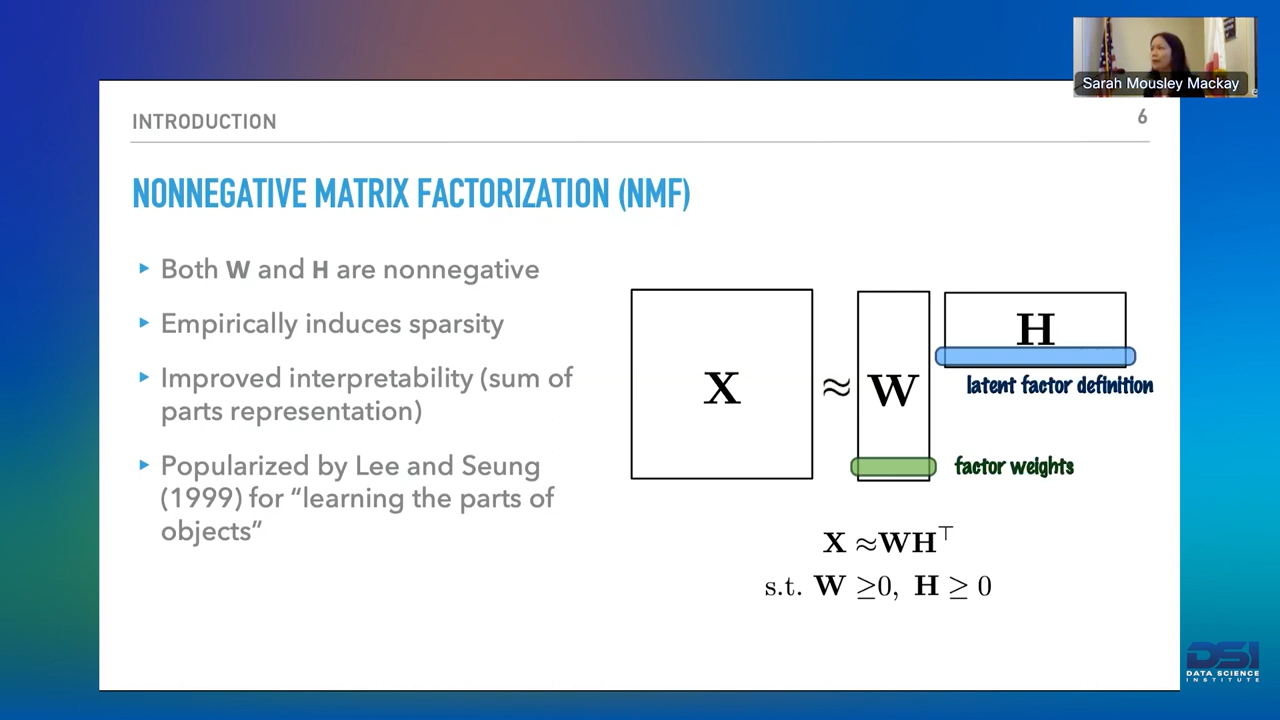 Sarah Mousley Mackay
INTRODUCTION
6
NONNEGATIVE MATRIX FACTORIZATION (NMF)
Both W and H are nonnegative
Empirically induces sparsity
Improved interpretability (sum of
parts representation)
Popularized by Lee and Seung
(1999) for “learning the parts of
objects”
X ≈ W H
latent factor definition
factor weights
X ≈WH⊤
s.t. W ≥0, H ≥ 0
DSI
DATA SCIENCE
INSTITUTE